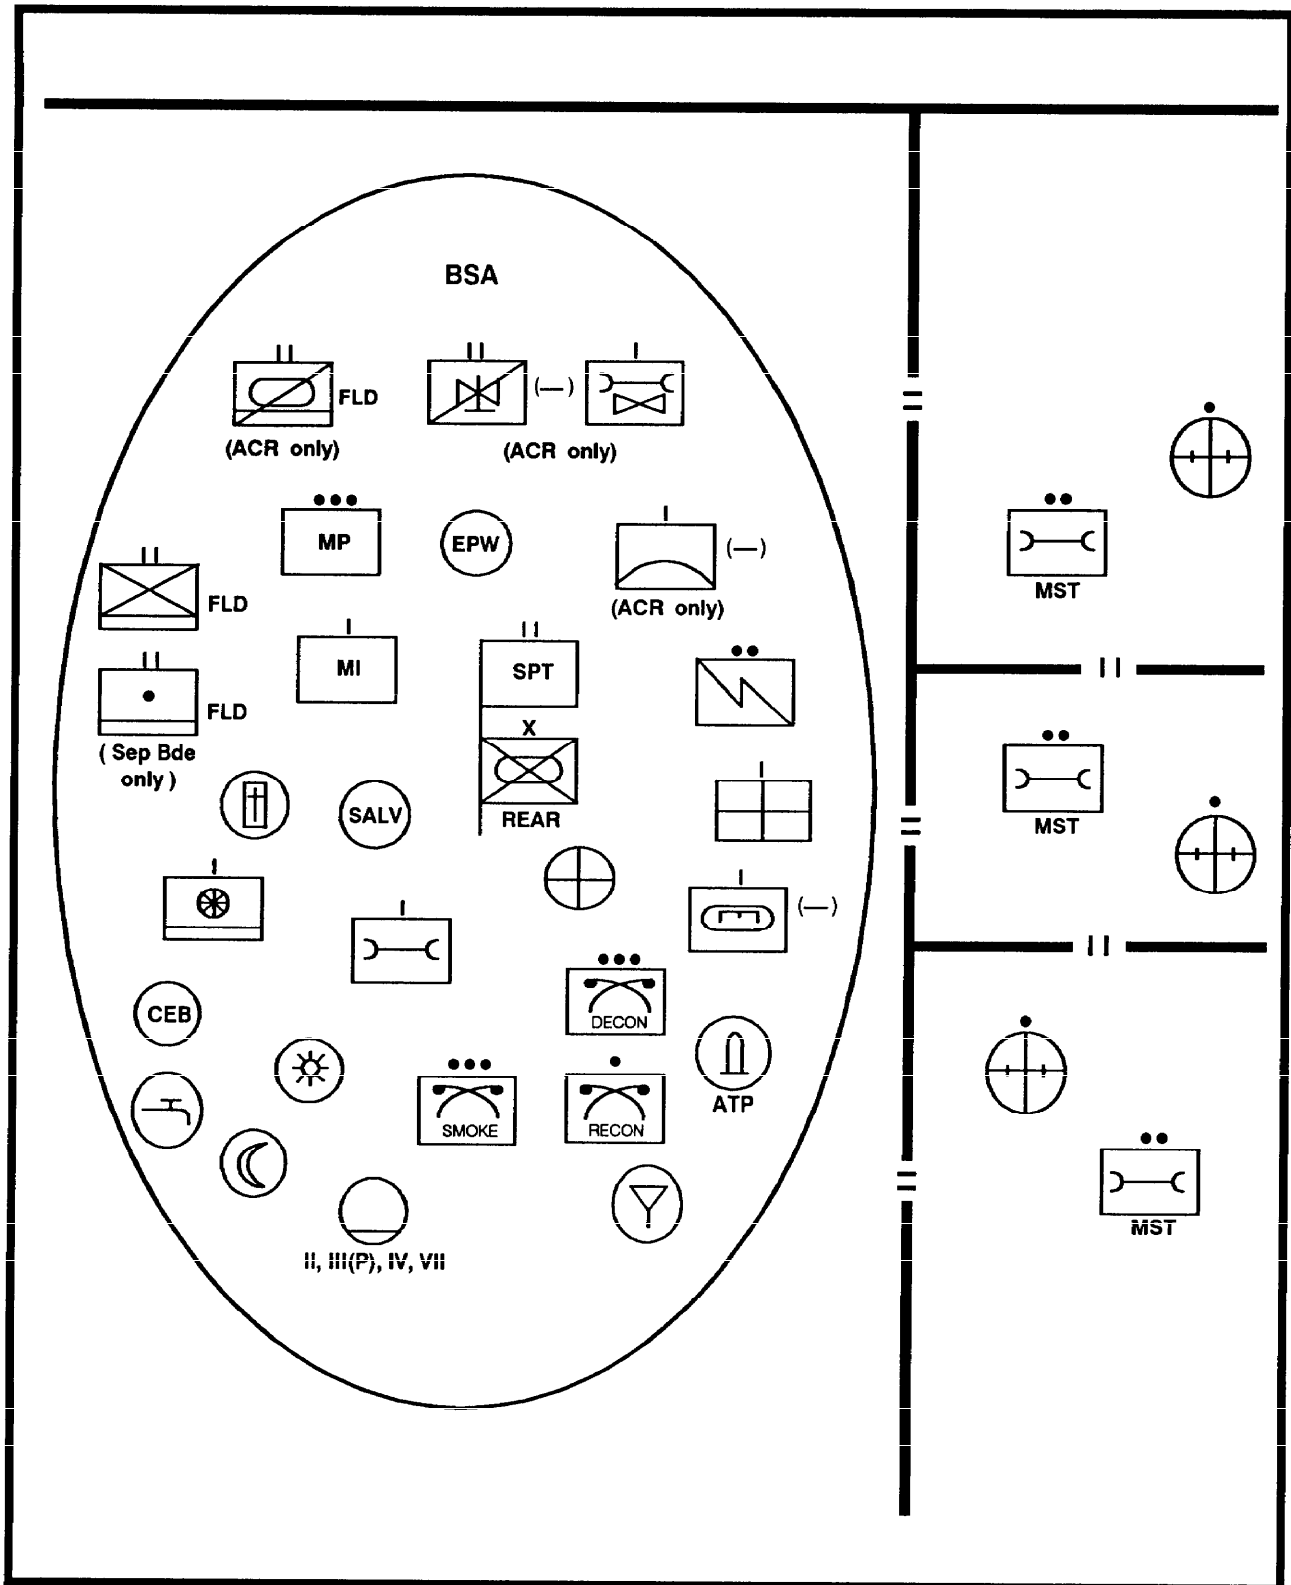 BSA
FLD
(—)
(ACR only)
(ACR only)
MP
EPW
(—)
(ACR only)
FLD
MI
SPT
FLD
(Sep Bde
only)
X
REAR
SALV
MST
MST
(—)
CEB
DECON
ATP
SMOKE
RECON
II, III(P), IV, VII
MST